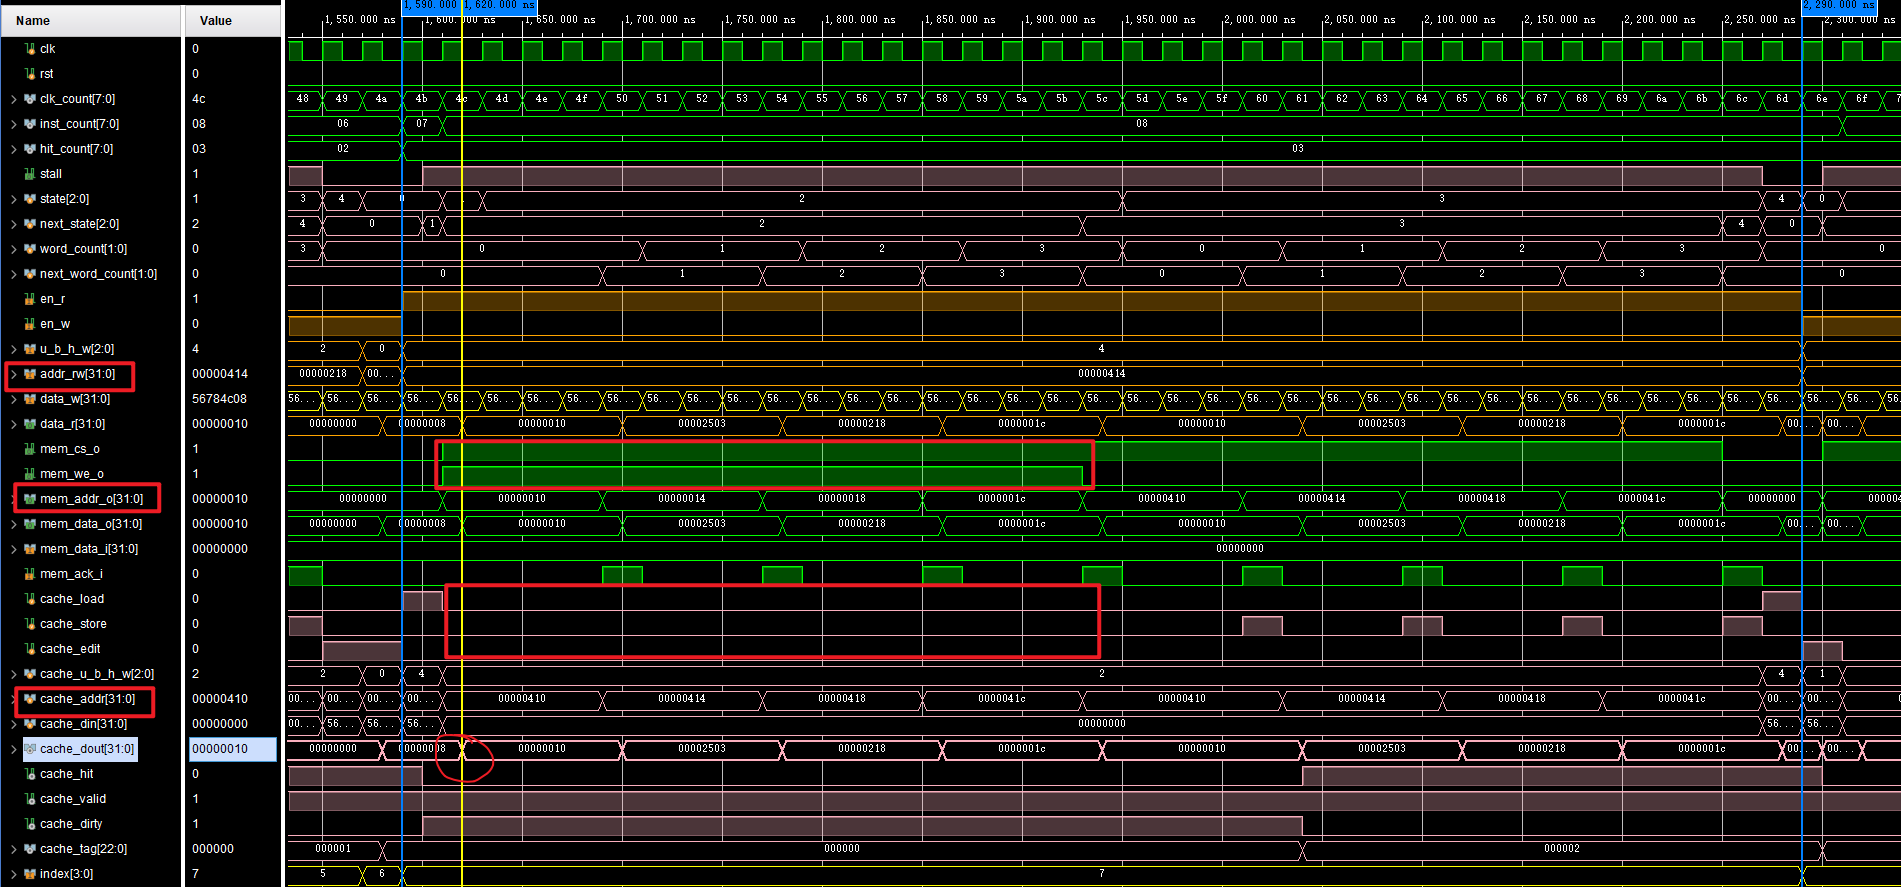 1,590.000 1,620.000 ns 2,290.000 ns
Name Value 1,550.000 ns 1,600.000 ns 1,650.000 ns 1,700.000 ns 1,750.000 ns 1,800.000 ns 1,850.000 ns 1,900.000 ns 1,950.000 ns 2,000.000 ns 2,050.000 ns 2,100.000 ns 2,150.000 ns 2,200.000 ns 2,250.000 ns 2,300.000 ns
clk 0
rst 0
clk_count[7:0] 4c 48 49 4a 4b 4c 4d 4e 4f 50 51 52 53 54 55 56 57 58 59 5a 5b 5c 5d 5e 5f 60 61 62 63 64 65 66 67 68 69 6a 6b 6c 6d 6e 6f
inst_count[7:0] 08 06 07 08
hit_count[7:0] 03 02 03
stall 1
state[2:0] 1 3 4 2 3 4 0
next_state[2:0] 2 4 0 1 2 3 4 0
word_count[1:0] 0 3 0 1 2 3 0 1 2 3 0
next_word_count[1:0] 0 0 1 2 3 0 1 2 3 0
en_r 1
en_w 0
u_b_h_w[2:0] 4 2 0 4
addr_rw[31:0] 00000414 00000218 00... 00000414
data_w[31:0] 56784c08 56... 56... 56... 56... 56... 56... 56... 56... 56... 56... 56... 56... 56... 56... 56... 56... 56... 56... 56... 56... 56... 56... 56... 56... 56... 56... 56... 56... 56... 56... 56... 56... 56... 56... 56... 56... 56... 56... 56... 56...
data_r[31:0] 00000010 00000000 00000008 00000010 00002503 00000218 0000001c 00000010 00002503 00000218 0000001c 00... 00...
mem_cs_o 1
mem_we_o 1
mem_addr_o[31:0] 00000010 00000000 00000010 00000014 00000018 0000001c 00000410 00000414 00000418 0000041c 00000000 000004
mem_data_o[31:0] 00000010 00000000 00000008 00000010 00002503 00000218 0000001c 00000010 00002503 00000218 0000001c 00... 00...
mem_data_i[31:0] 00000000 00000000
mem_ack_i 0
cache_load 0
cache_store 0
cache_edit 0
cache_u_b_h_w[2:0] 2 2 0 4 2 4 1
cache_addr[31:0] 00000410 00... 00... 00... 00... 00000410 00000414 00000418 0000041c 00000410 00000414 00000418 0000041c 00... 00...
cache_din[31:0] 00000000 00... 56... 56... 56... 00000000 56... 56...
cache_dout[31:0] 00000010 00000000 00000008 00000010 00002503 00000218 0000001c 00000010 00002503 00000218 0000001c 00... 00...
cache_hit 0
cache_valid 1
cache_dirty 1
cache_tag[22:0] 000000 000001 000000 000002
index[3:0] 7 5 6 7